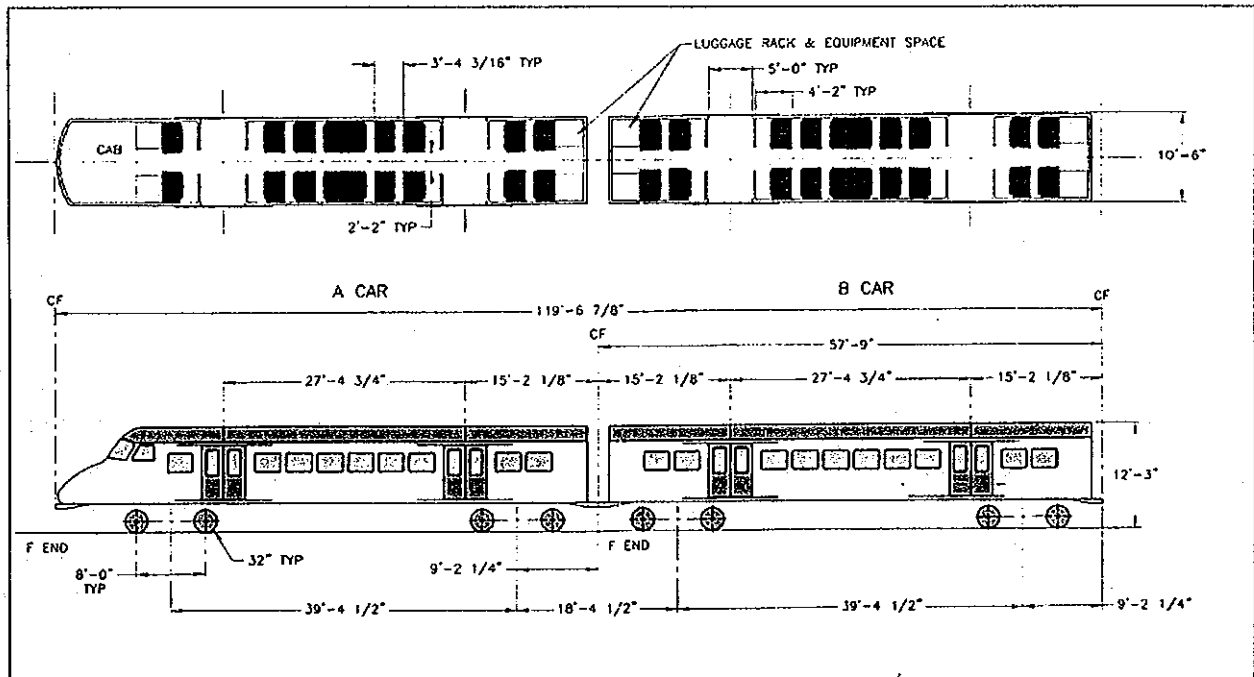 LUGGAGE RACK & EQUIPMENT SPACE
3'-4 3/16" TYP
5'-0" TYP
4'-2" TYP
CAB
10'-6"
2'-2" TYP
A CAR
B CAR
CF
CF
119'-6 7/8"
CF
57'-9"
27'-4 3/4"
15'-2 1/8"
15'-2 1/8"
27'-4 3/4"
15'-2 1/8"
12'-3"
F END
F END
32" TYP
8'-0"
TYP
9'-2 1/4"
39'-4 1/2"
18'-4 1/2"
39'-4 1/2"
9'-2 1/4"